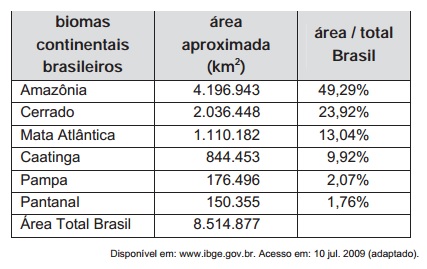 biomas continentais brasileiros | área aproximada (km²) | área / total Brasil
Amazônia | 4.196.943 | 49,29%
Cerrado | 2.036.448 | 23,92%
Mata Atlântica | 1.110.182 | 13,04%
Caatinga | 844.453 | 9,92%
Pampa | 176.496 | 2,07%
Pantanal | 150.355 | 1,76%
Área Total Brasil | 8.514.877
Disponível em: www.ibge.gov.br. Acesso em: 10 jul. 2009 (adaptado).